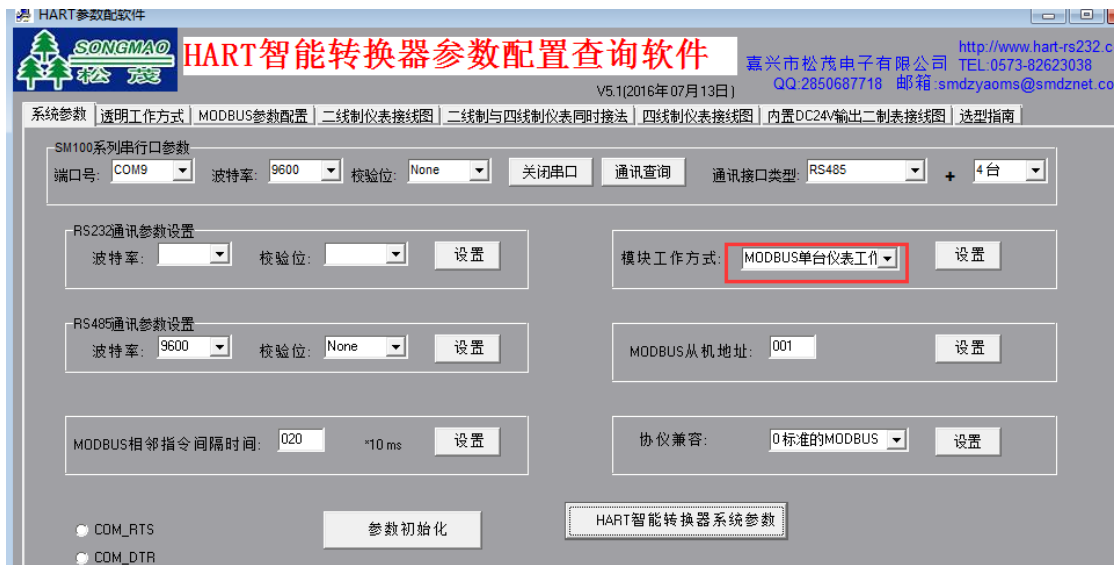 HART参数配软件
SONGMAO
松茂
HART智能转换器参数配置查询软件
V5.1(2016年07月13日)
http://www.hart-rs232.c
嘉兴市松茂电子有限公司 TEL:0573-82623038
QQ:2850687718 邮箱:smdzyaoms@smdznet.co
系统参数 透明工作方式 MODBUS参数配置 二线制仪表接线图 二线制与四线制仪表同时接法 四线制仪表接线图 内置DC24V输出二制表接线图 选型指南
SM100系列串行口参数
端口号: COM9 波特率: 9600 校验位: None 关闭串口 通讯查询 通讯接口类型: RS485 + 4台
RS232通讯参数设置
波特率: 校验位: 设置
模块工作方式: MODBUS单台仪表工作 设置
RS485通讯参数设置
波特率: 9600 校验位: None 设置
MODBUS从机地址: 001 设置
MODBUS相邻指令间隔时间: 020 *10 ms 设置
协仪兼容: 0标准的MODBUS 设置
COM_RTS
COM_DTR
参数初始化
HART智能转换器系统参数